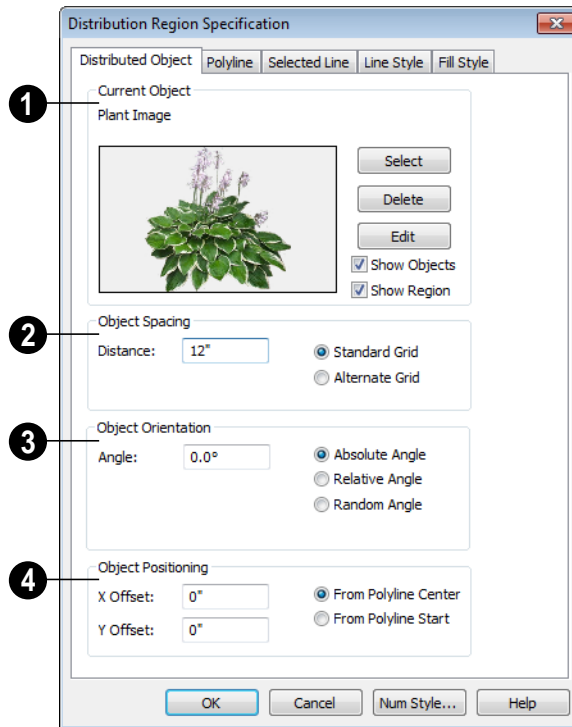 Distribution Region Specification
Distributed Object Polyline Selected Line Line Style Fill Style
1
Current Object
Plant Image
Select
Delete
Edit
Show Objects
Show Region
2
Object Spacing
Distance: 12"
Standard Grid
Alternate Grid
3
Object Orientation
Angle: 0.0°
Absolute Angle
Relative Angle
Random Angle
4
Object Positioning
X Offset: 0"
From Polyline Center
Y Offset: 0"
From Polyline Start
OK Cancel Num Style... Help